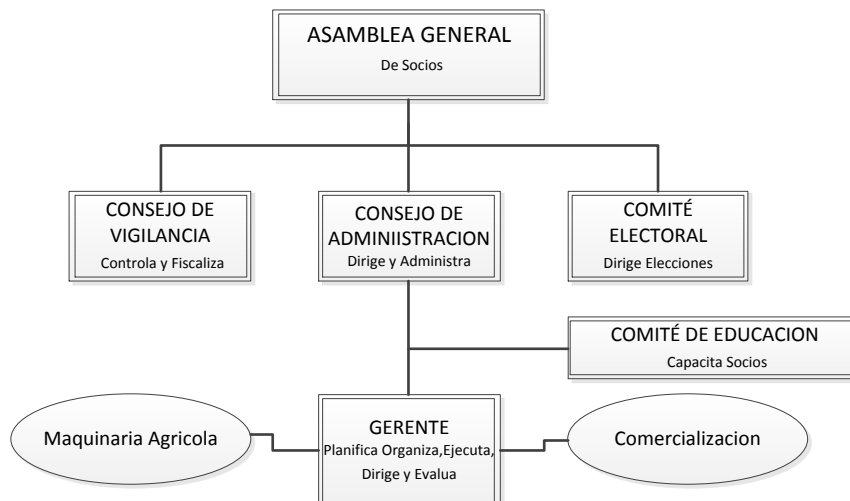 ASAMBLEA GENERAL
De Socios
CONSEJO DE
VIGILANCIA
Controla y Fiscaliza
CONSEJO DE
ADMINIISTRACION
Dirige y Administra
COMITÉ
ELECTORAL
Dirige Elecciones
COMITÉ DE EDUCACION
Capacita Socios
Maquinaria Agricola
GERENTE
Planifica Organiza,Ejecuta,
Dirige y Evalua
Comercializacion